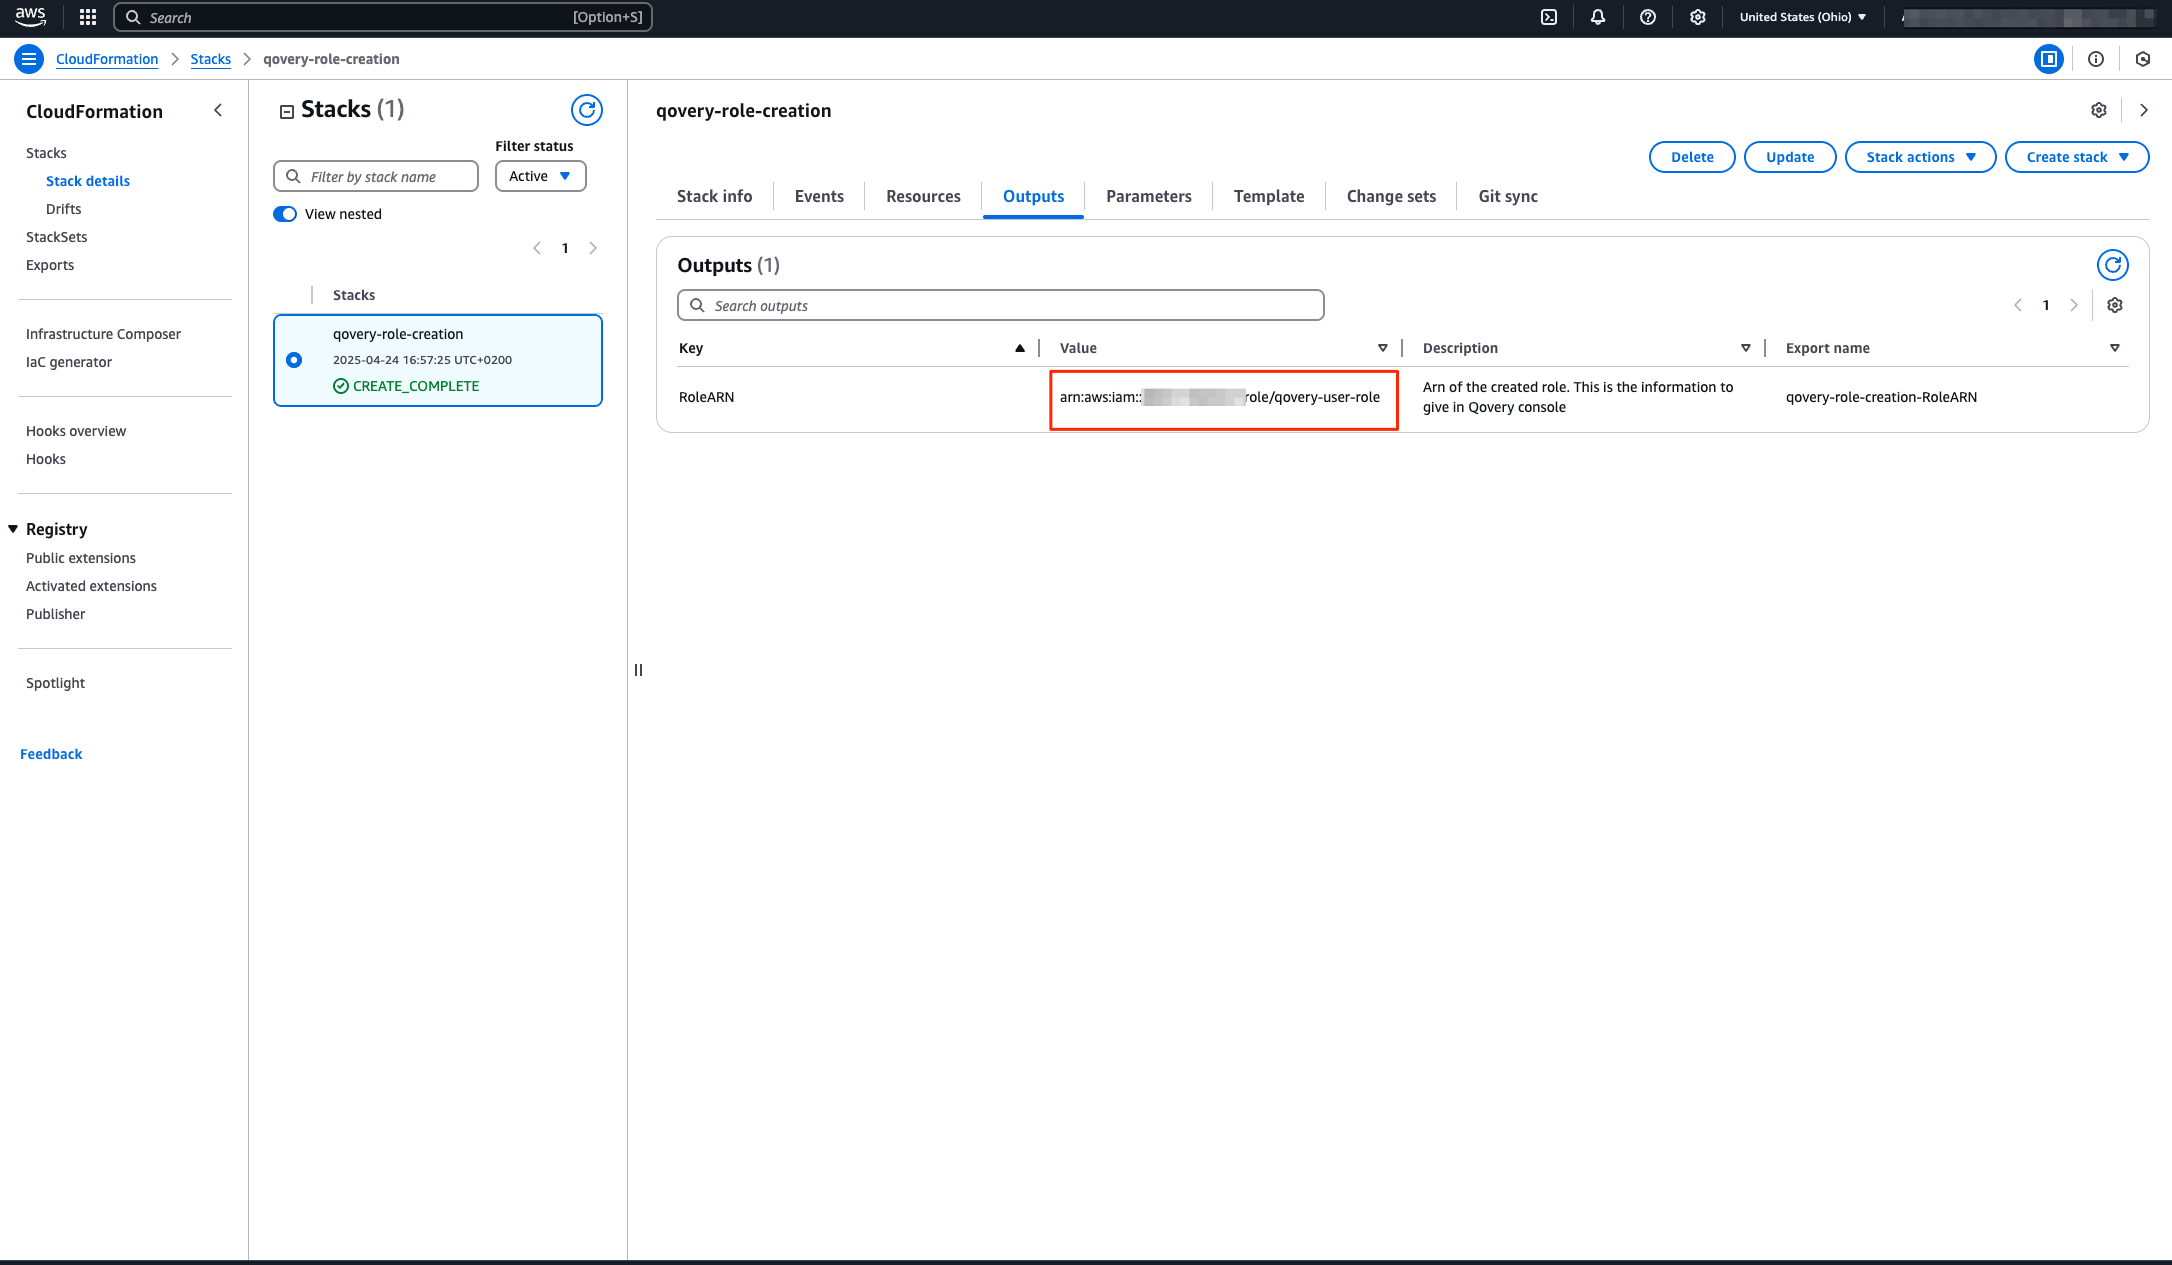 aws
Search [Option+S]
United States (Ohio)
CloudFormation
Stacks
qovery-role-creation
CloudFormation
Stacks
Stack details
Drifts
StackSets
Exports
Infrastructure Composer
IaC generator
Hooks overview
Hooks
Registry
Public extensions
Activated extensions
Publisher
Spotlight
Feedback
Stacks (1)
Filter status
Filter by stack name
Active
View nested
1
Stacks
qovery-role-creation
2025-04-24 16:57:25 UTC+0200
CREATE_COMPLETE
qovery-role-creation
Delete
Update
Stack actions
Create stack
Stack info
Events
Resources
Outputs
Parameters
Template
Change sets
Git sync
Outputs (1)
Search outputs
1
Key
Value
Description
Export name
RoleARN
arn:aws:iam:: role/qovery-user-role
Arn of the created role. This is the information to
give in Qovery console
qovery-role-creation-RoleARN